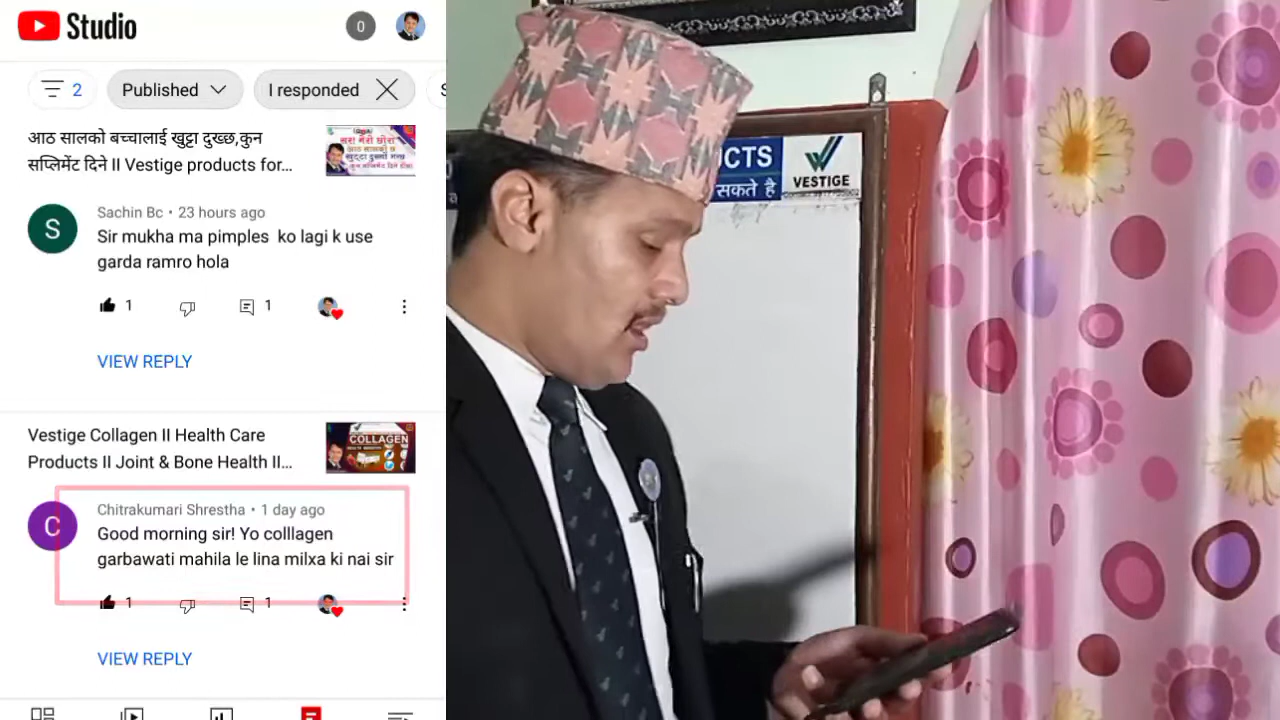 Studio
0
2
Published
I responded
आठ सालको बच्चालाई खुट्टा दुख्छ,कुन
सप्लिमेंट दिने II Vestige products for...
S
Sachin Bc • 23 hours ago
Sir mukha ma pimples ko lagi k use
garda ramro hola
1
1
VIEW REPLY
Vestige Collagen II Health Care
Products II Joint & Bone Health II...
COLLAGEN
C
Chitrakumari Shrestha • 1 day ago
Good morning sir! Yo colllagen
garbawati mahila le lina milxa ki nai sir
1
1
VIEW REPLY
UCTS
सकते है
VESTIGE